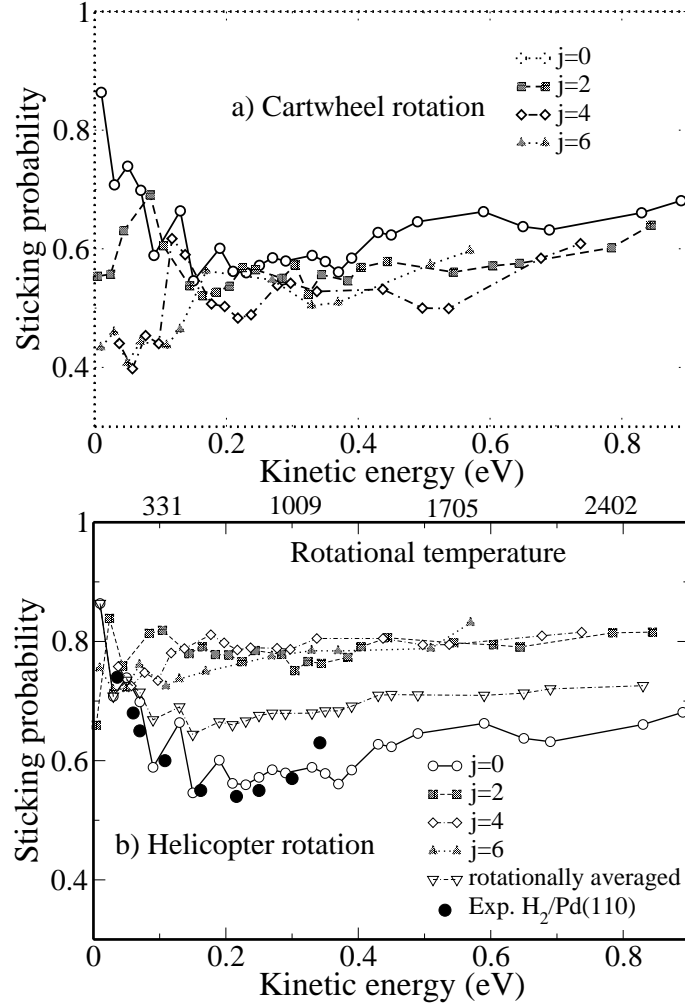 1
j=0
j=2
a) Cartwheel rotation
j=4
j=6
0.8
Sticking probability
0.6
0.4
0 0.2 0.4 0.6 0.8
Kinetic energy (eV)
331 1009 1705 2402
1
Rotational temperature
0.8
Sticking probability
0.6
j=0
j=2
j=4
b) Helicopter rotation
j=6
rotationally averaged
0.4
Exp. H₂/Pd(110)
0 0.2 0.4 0.6 0.8
Kinetic energy (eV)